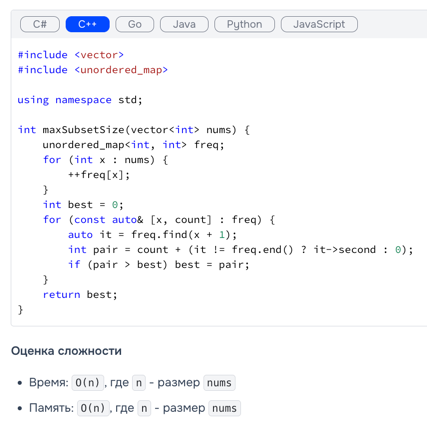 C# C++ Go Java Python JavaScript
#include <vector>
#include <unordered_map>
using namespace std;
int maxSubsetSize(vector<int> nums) {
    unordered_map<int, int> freq;
    for (int x : nums) {
        ++freq[x];
    }
    int best = 0;
    for (const auto& [x, count] : freq) {
        auto it = freq.find(x + 1);
        int pair = count + (it != freq.end() ? it->second : 0);
        if (pair > best) best = pair;
    }
    return best;
}
Оценка сложности
• Время: O(n), где n - размер nums
• Память: O(n), где n - размер nums